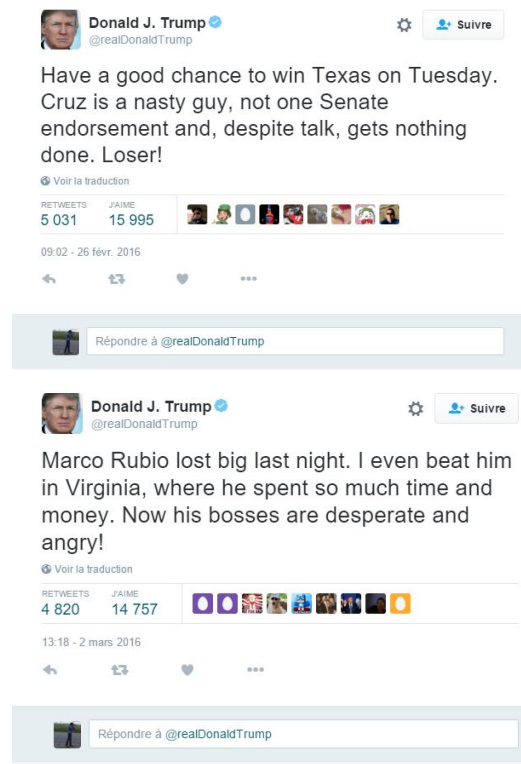 Donald J. Trump
Suivre
@realDonaldTrump
Have a good chance to win Texas on Tuesday.
Cruz is a nasty guy, not one Senate
endorsement and, despite talk, gets nothing
done. Loser!
Voir la traduction
RETWEETS J'AIME
5 031 15 995
09:02 - 26 févr. 2016
Répondre à @realDonaldTrump
Donald J. Trump
Suivre
@realDonaldTrump
Marco Rubio lost big last night. I even beat him
in Virginia, where he spent so much time and
money. Now his bosses are desperate and
angry!
Voir la traduction
RETWEETS J'AIME
4 820 14 757
13:18 - 2 mars 2016
Répondre à @realDonaldTrump